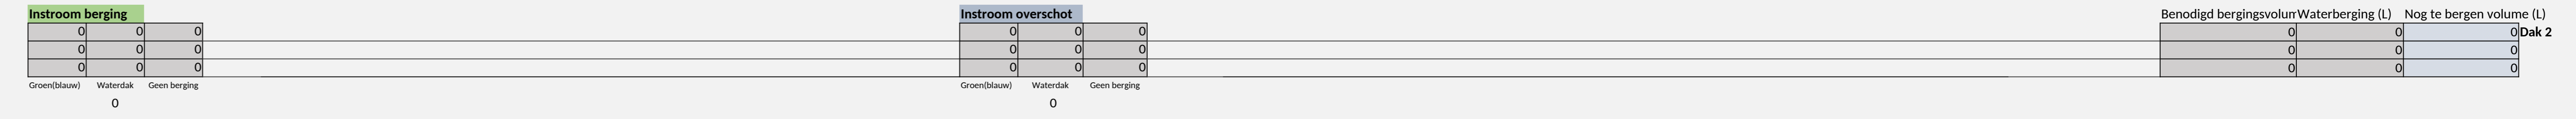 Instroom berging Instroom overschot Benodigd bergingsvolum Waterberging (L) Nog te bergen volume (L)
0 0 0 0 0 0 0 0 0 Dak 2
0 0 0 0 0 0 0 0 0
0 0 0 0 0 0 0 0 0
Groen(blauw) Waterdak Geen berging Groen(blauw) Waterdak Geen berging
0 0